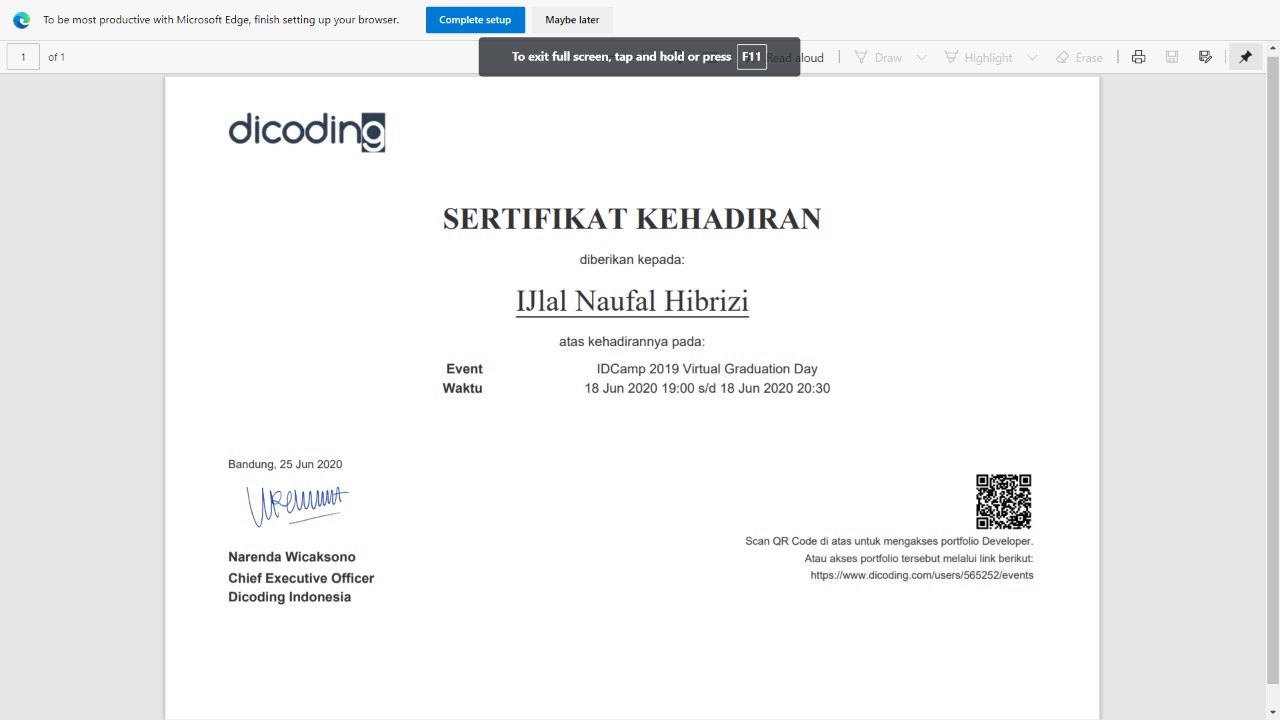 To be most productive with Microsoft Edge, finish setting up your browser.
Complete setup
Maybe later
1 of 1
To exit full screen, tap and hold or press F11
Read aloud
Draw
Highlight
Erase
dicoding
SERTIFIKAT KEHADIRAN
diberikan kepada:
IJlal Naufal Hibrizi
atas kehadirannya pada:
Event IDCamp 2019 Virtual Graduation Day
Waktu 18 Jun 2020 19:00 s/d 18 Jun 2020 20:30
Bandung, 25 Jun 2020
Narenda Wicaksono
Chief Executive Officer
Dicoding Indonesia
Scan QR Code di atas untuk mengakses portfolio Developer.
Atau akses portfolio tersebut melalui link berikut:
https://www.dicoding.com/users/565252/events